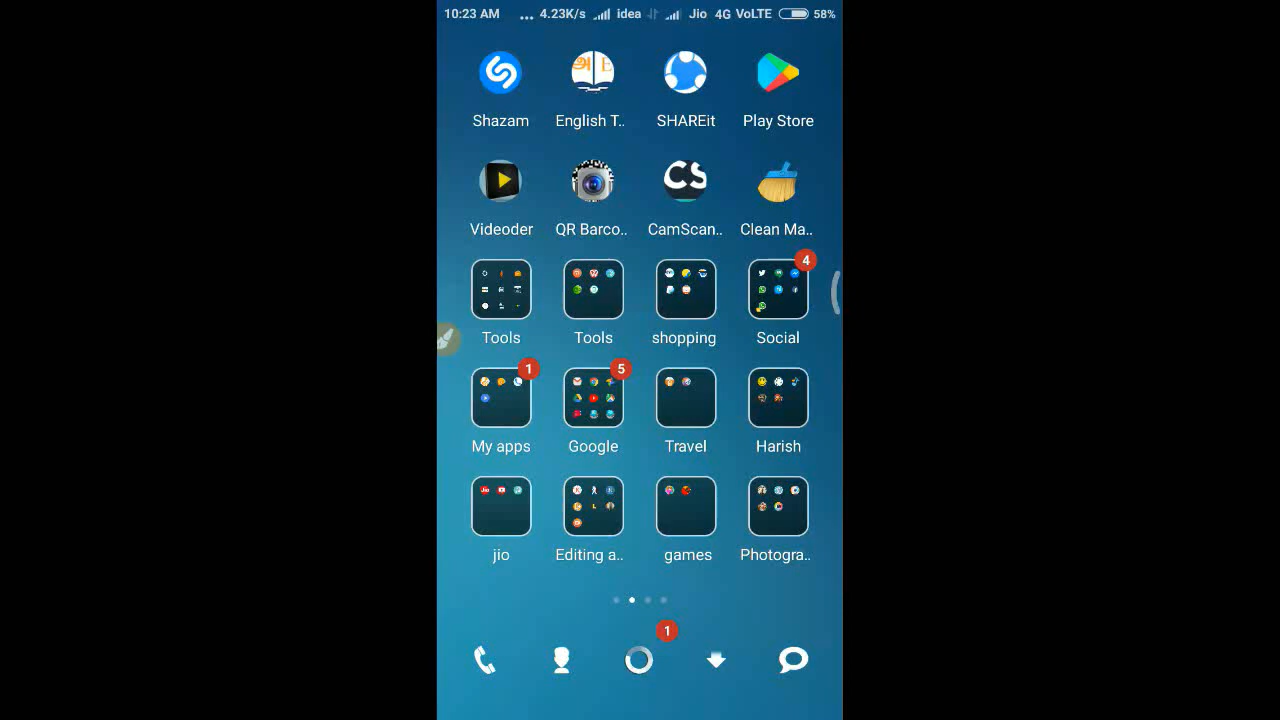 10:23 AM ... 4.23K/s idea Jio 4G VoLTE 58%
Shazam English T.. SHAREit Play Store
CS
Videoder QR Barco.. CamScan.. Clean Ma..
4
Tools Tools shopping Social
1 5
My apps Google Travel Harish
Jio
jio Editing a.. games Photogra..
1